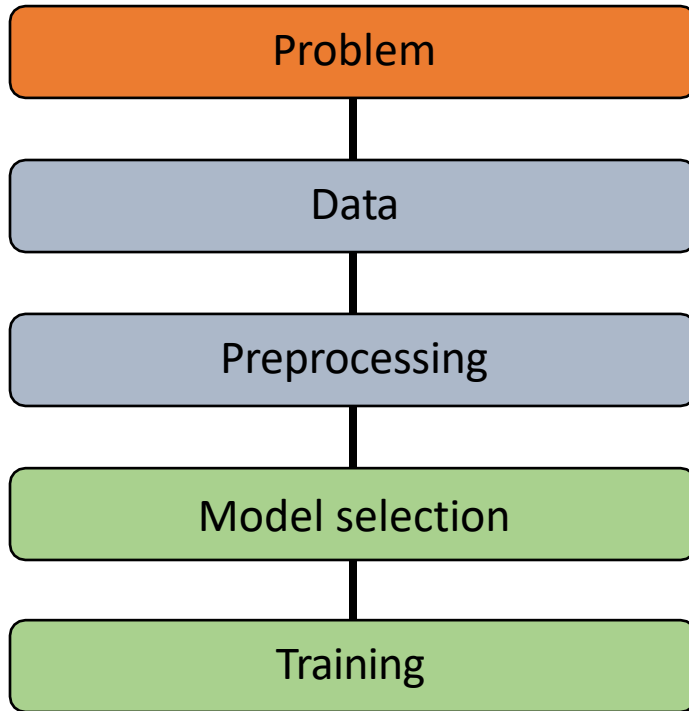 Problem
Data
Preprocessing
Model selection
Training